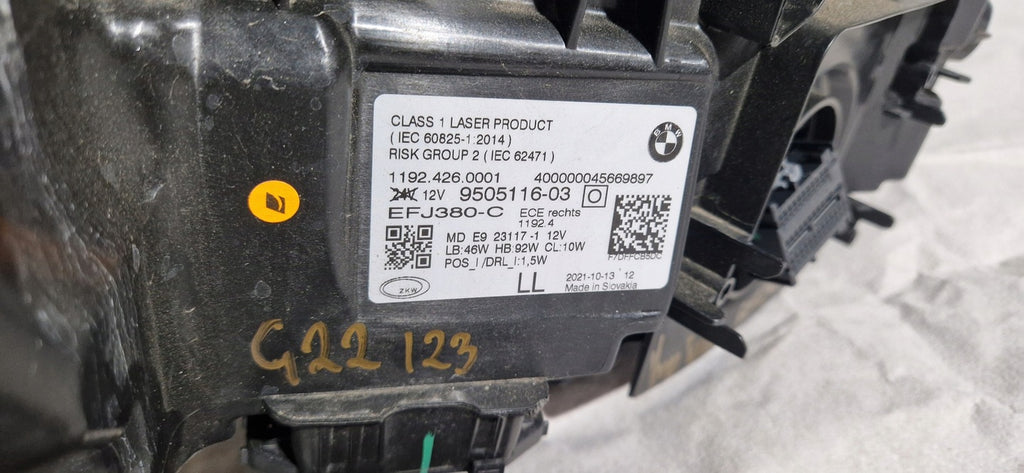 CLASS 1 LASER PRODUCT
( IEC 60825-1:2014 )
RISK GROUP 2 ( IEC 62471 )
BMW
1192.426.0001 400000045669897
24V 12V 9505116-03
EFJ380-C ECE rechts
1192.4
MD E9 23117 -1 12V
LB:46W HB:92W CL:10W
POS_I /DRL_I:1,5W
F7DFFCB5DC
ZKW
LL
2021-10-13 12
Made in Slovakia
G22 123